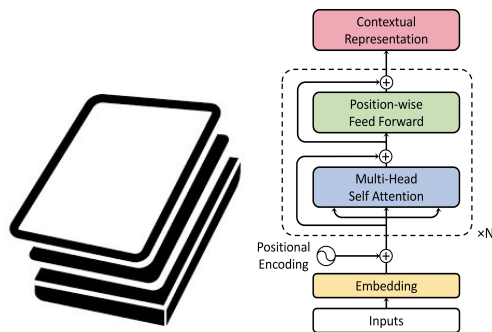 Contextual
Representation
Position-wise
Feed Forward
Multi-Head
Self Attention
×N
Positional
Encoding
Embedding
Inputs